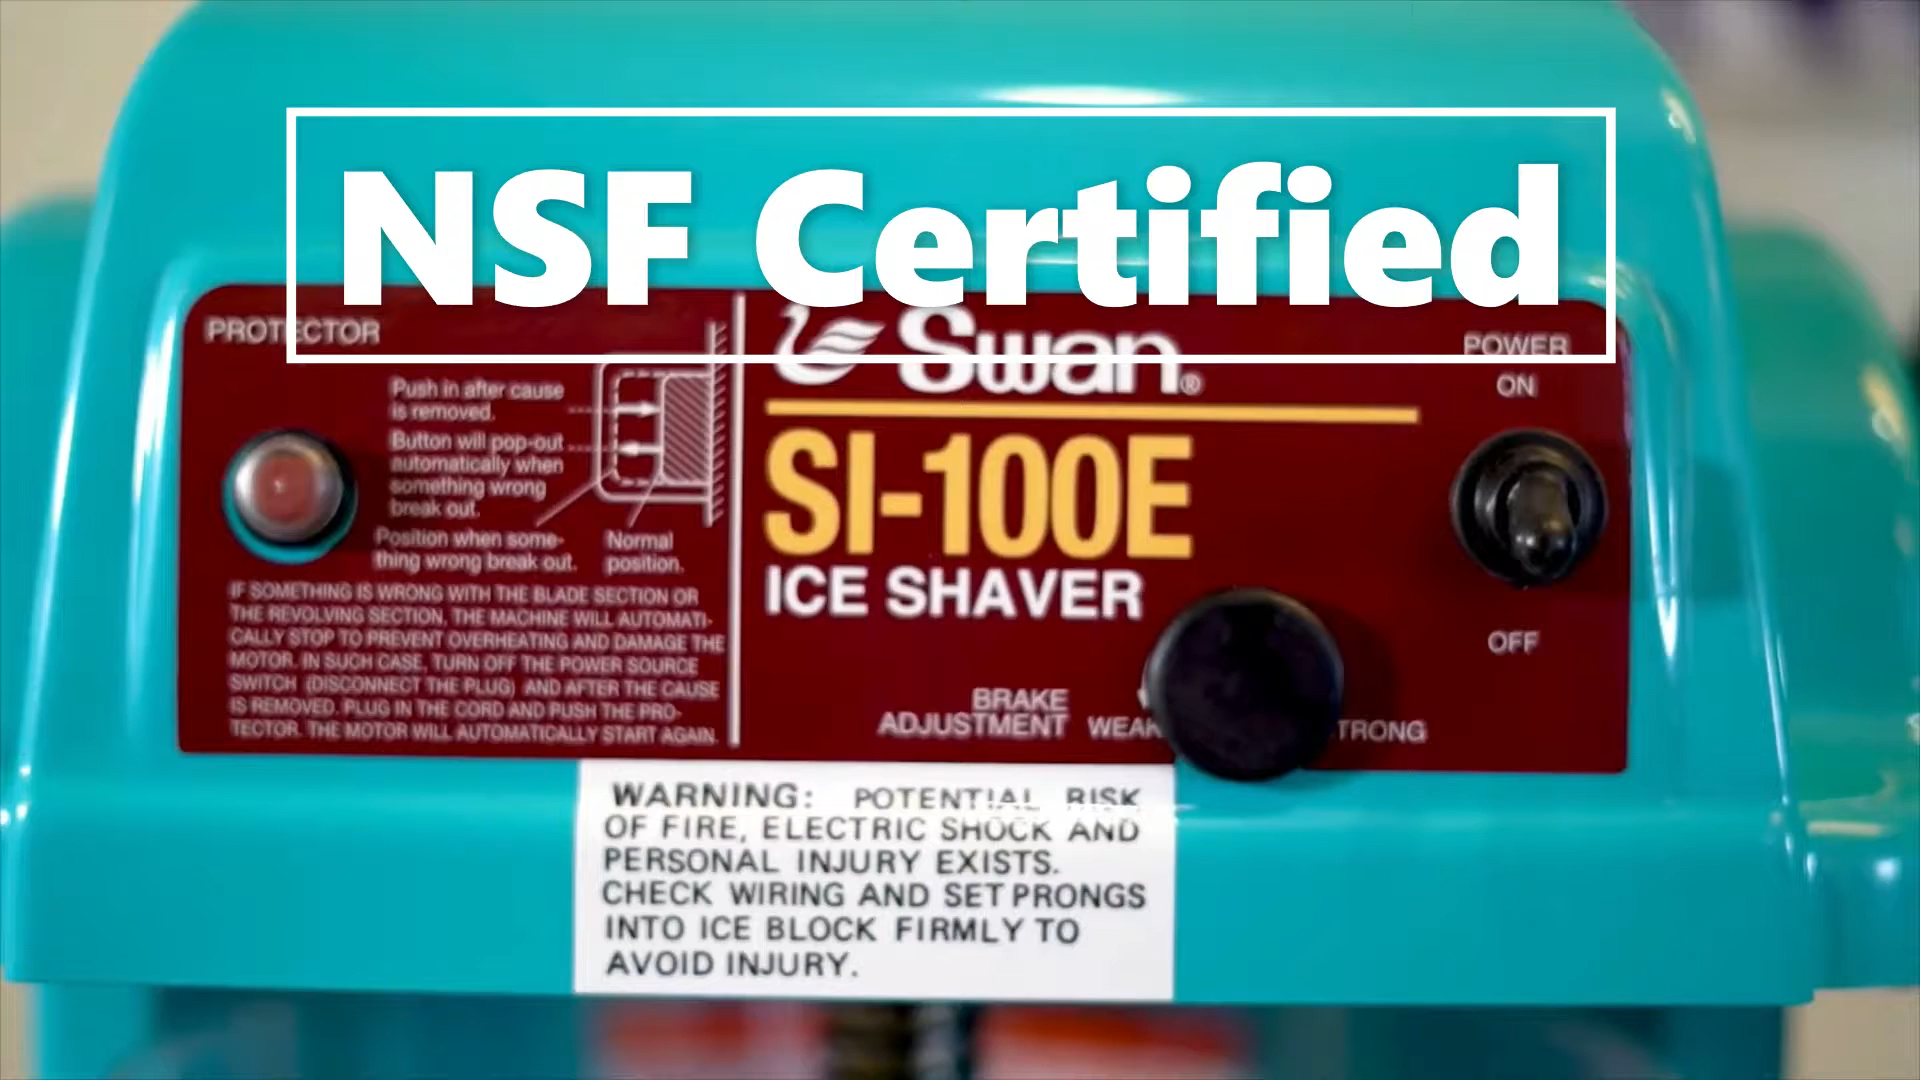 NSF Certified
PROTECTOR
Push in after cause
is removed.
Button will pop-out
automatically when
something wrong
break out.
Position when some-
thing wrong break out.
Normal
position.
IF SOMETHING IS WRONG WITH THE BLADE SECTION OR
THE REVOLVING SECTION, THE MACHINE WILL AUTOMATI-
CALLY STOP TO PREVENT OVERHEATING AND DAMAGE THE
MOTOR. IN SUCH CASE, TURN OFF THE POWER SOURCE
SWITCH (DISCONNECT THE PLUG) AND AFTER THE CAUSE
IS REMOVED. PLUG IN THE CORD AND PUSH THE PRO-
TECTOR. THE MOTOR WILL AUTOMATICALLY START AGAIN.
Swan®
SI-100E
ICE SHAVER
BRAKE
ADJUSTMENT WEAK TRONG
POWER
ON
OFF
WARNING: POTENTIAL RISK
OF FIRE, ELECTRIC SHOCK AND
PERSONAL INJURY EXISTS.
CHECK WIRING AND SET PRONGS
INTO ICE BLOCK FIRMLY TO
AVOID INJURY.